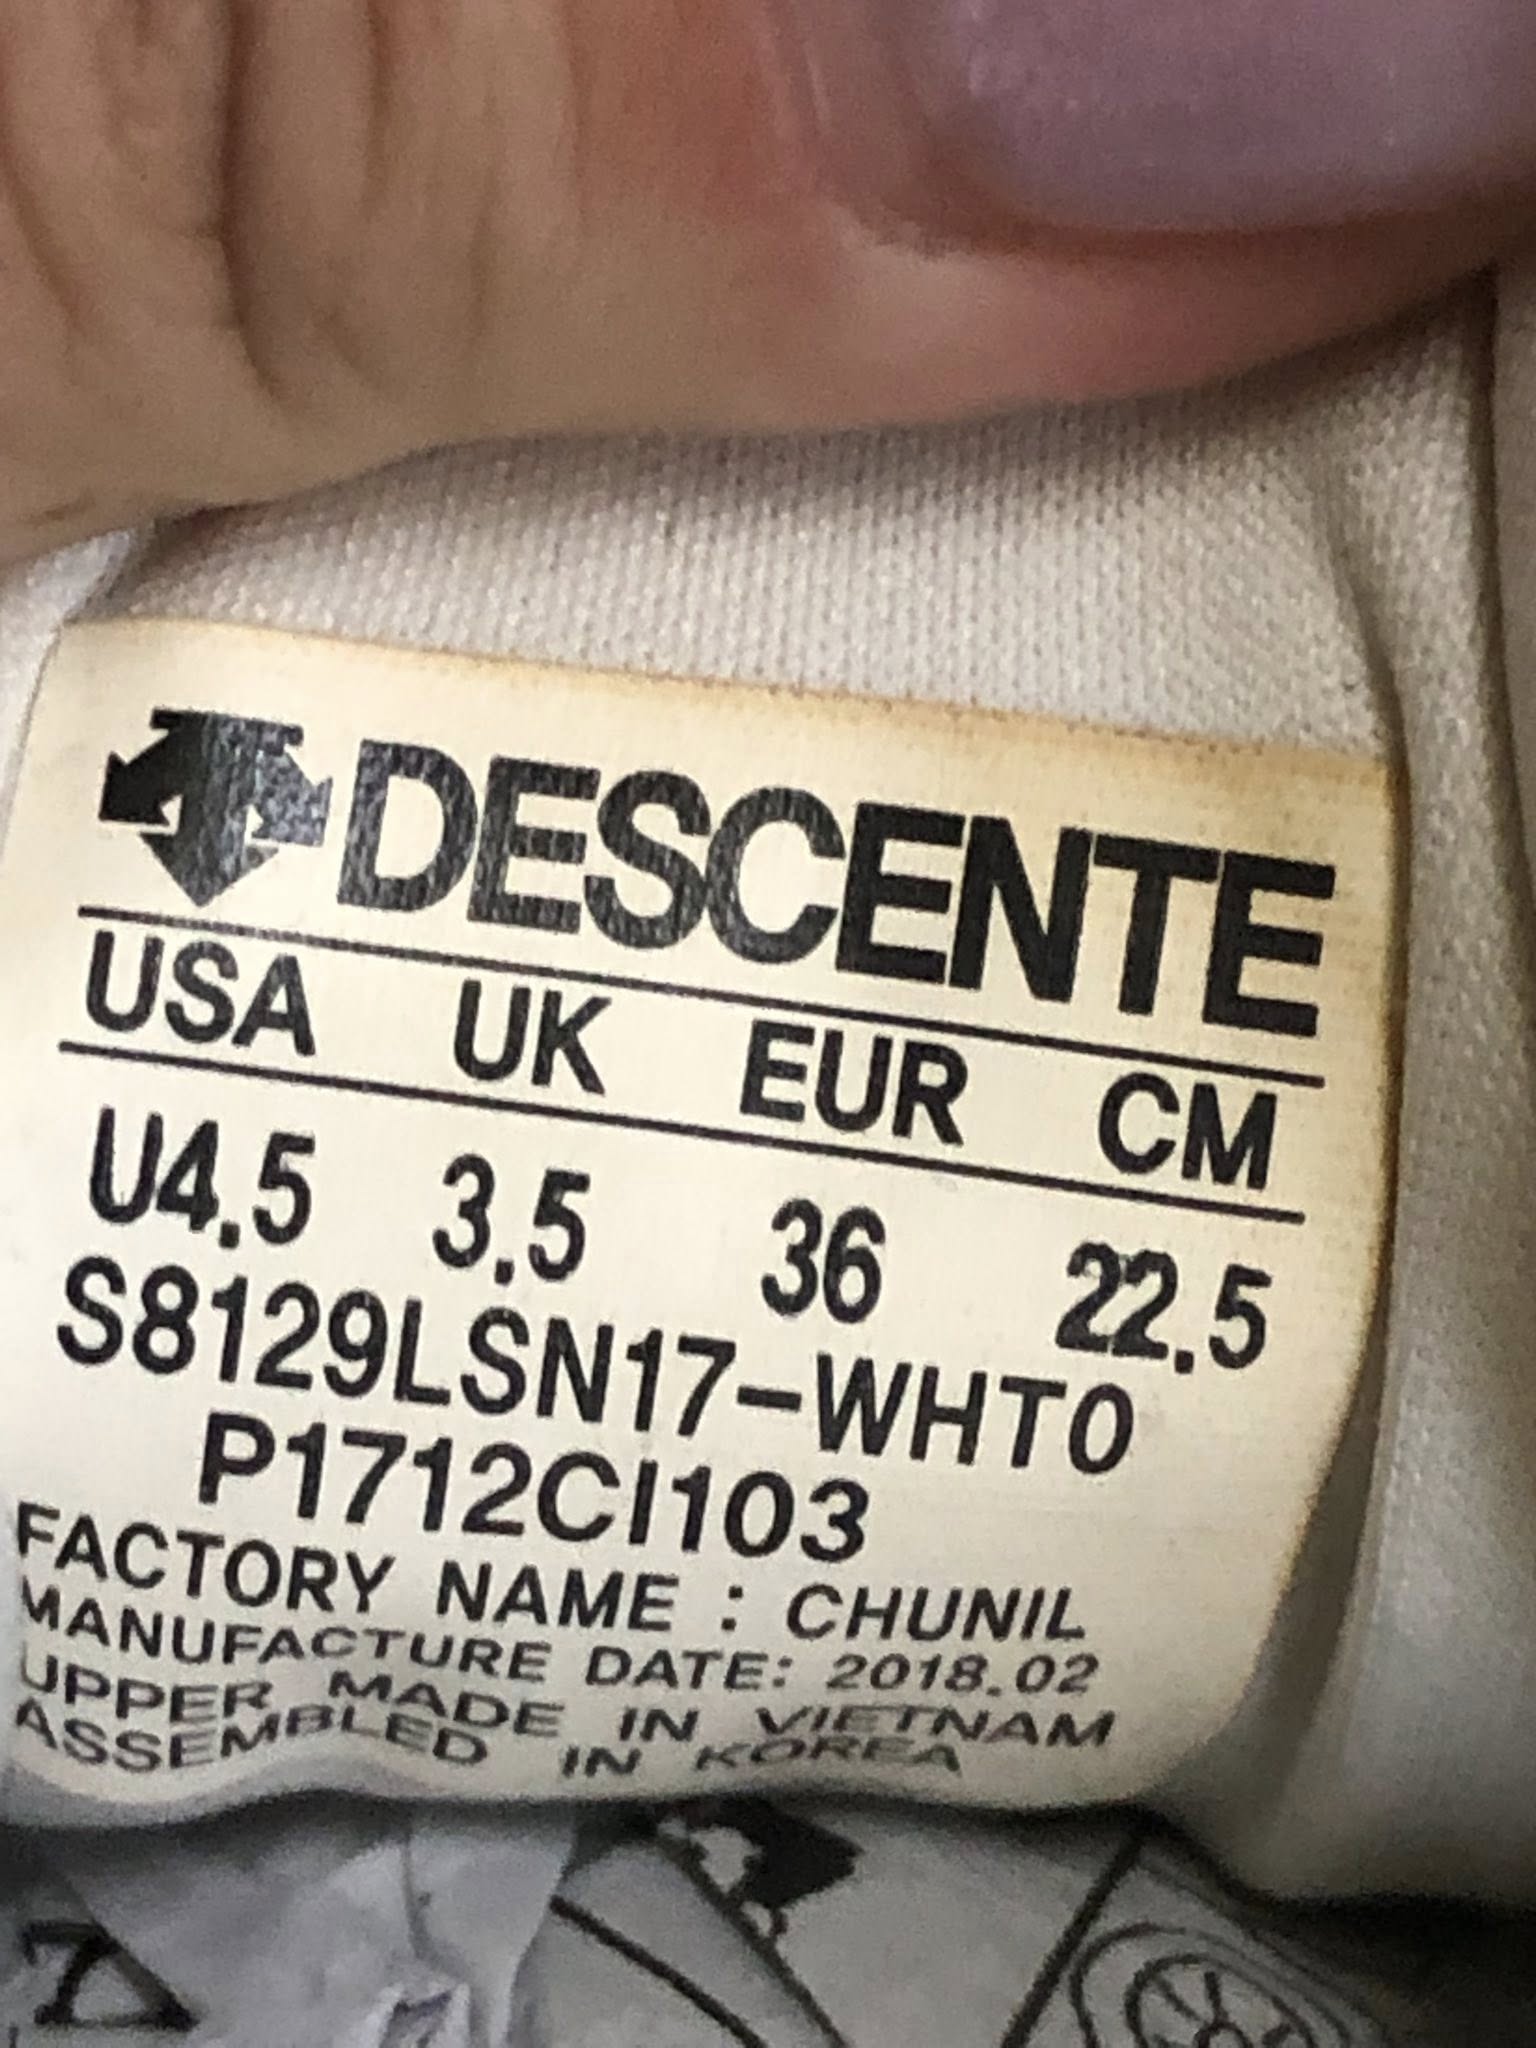 DESCENTE
USA UK EUR CM
U4.5 3.5 36 22.5
S8129LSN17-WHT0
P1712CI103
FACTORY NAME : CHUNIL
MANUFACTURE DATE: 2018.02
UPPER MADE IN VIETNAM
ASSEMBLED IN KOREA